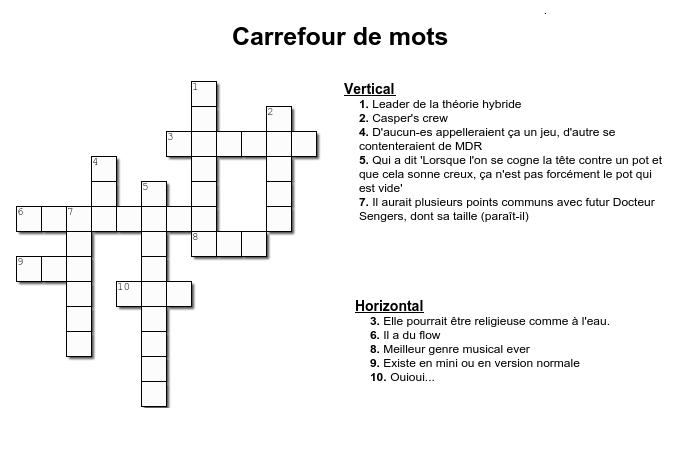 Carrefour de mots
Vertical
1. Leader de la théorie hybride
2. Casper's crew
4. D'aucun-es appelleraient ça un jeu, d'autre se
contenteraient de MDR
5. Qui a dit 'Lorsque l'on se cogne la tête contre un pot et
que cela sonne creux, ça n'est pas forcément le pot qui
est vide'
7. Il aurait plusieurs points communs avec futur Docteur
Sengers, dont sa taille (paraît-il)
Horizontal
3. Elle pourrait être religieuse comme à l'eau.
6. Il a du flow
8. Meilleur genre musical ever
9. Existe en mini ou en version normale
10. Ouioui...
1
2
3
4
5
6 7
8
9
10